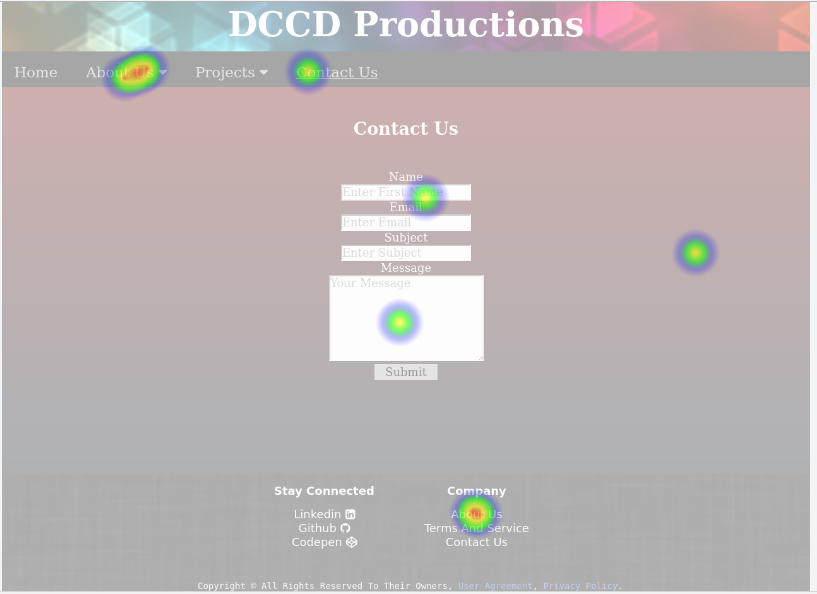 DCCD Productions
Home About Us Projects Contact Us
Contact Us
Name
Enter First Name
Email
Enter Email
Subject
Enter Subject
Message
Your Message
Submit
Stay Connected Company
Linkedin About Us
Github Terms And Service
Codepen Contact Us
Copyright © All Rights Reserved To Their Owners, User Agreement, Privacy Policy.